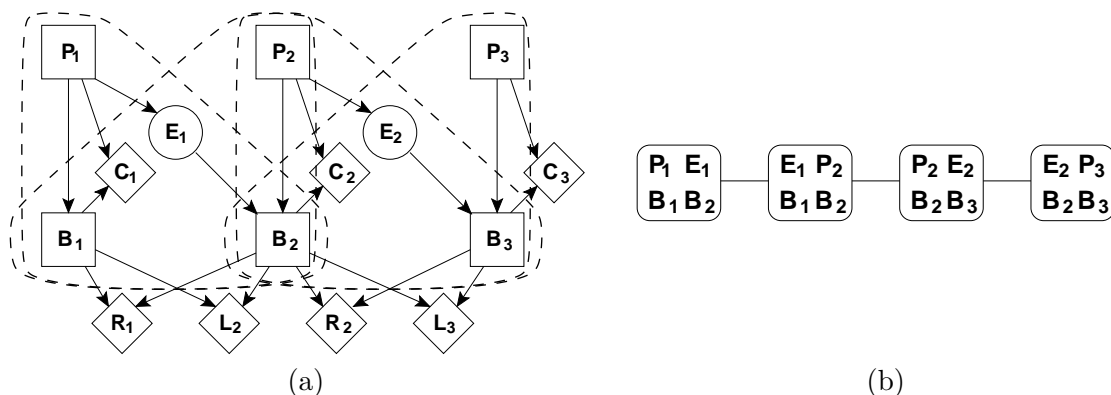 P1 P2 P3
E1 E2
C1 C2 C3
B1 B2 B3
R1 L2 R2 L3
(a)
P1 E1 E1 P2 P2 E2 E2 P3
B1 B2 B1 B2 B2 B3 B2 B3
(b)